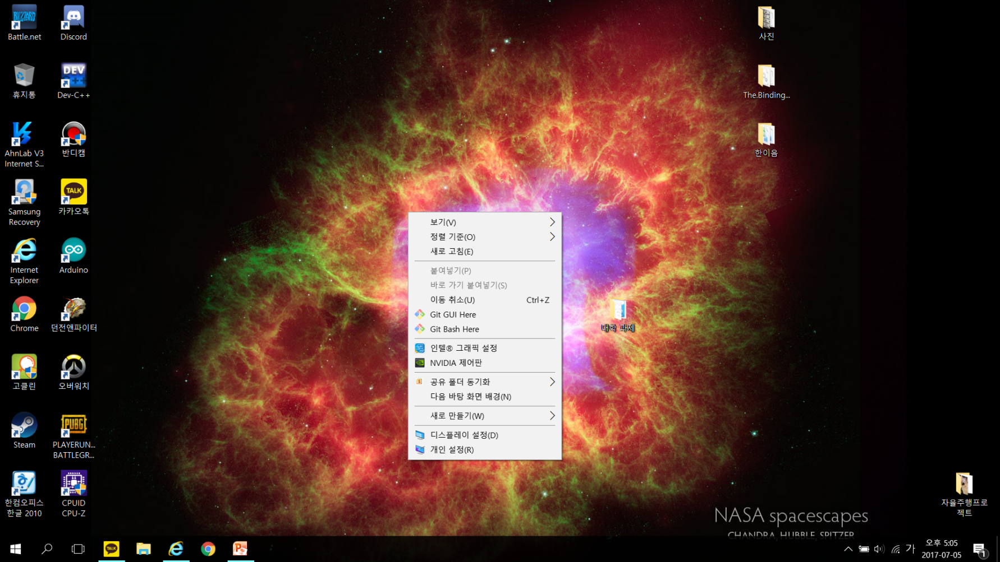 Battle.net
Discord
휴지통
Dev-C++
AhnLab V3
Internet S...
반디캠
Samsung
Recovery
카카오톡
Internet
Explorer
Arduino
Chrome
던전앤파이터
고클린
오버워치
Steam
PLAYERUN...
BATTLEGR...
한컴오피스
한글 2010
CPUID
CPU-Z
BLIZZARD
DEV
C++
TALK
PUBG
사진
The.Binding...
한이음
대학 과제
자율주행프로
젝트
보기(V)
정렬 기준(O)
새로 고침(E)
붙여넣기(P)
바로 가기 붙여넣기(S)
이동 취소(U) Ctrl+Z
Git GUI Here
Git Bash Here
인텔® 그래픽 설정
NVIDIA 제어판
공유 폴더 동기화
다음 바탕 화면 배경(N)
새로 만들기(W)
디스플레이 설정(D)
개인 설정(R)
NASA spacescapes
CHANDRA, HUBBLE, SPITZER
TALK
가
오후 5:05
2017-07-05
1